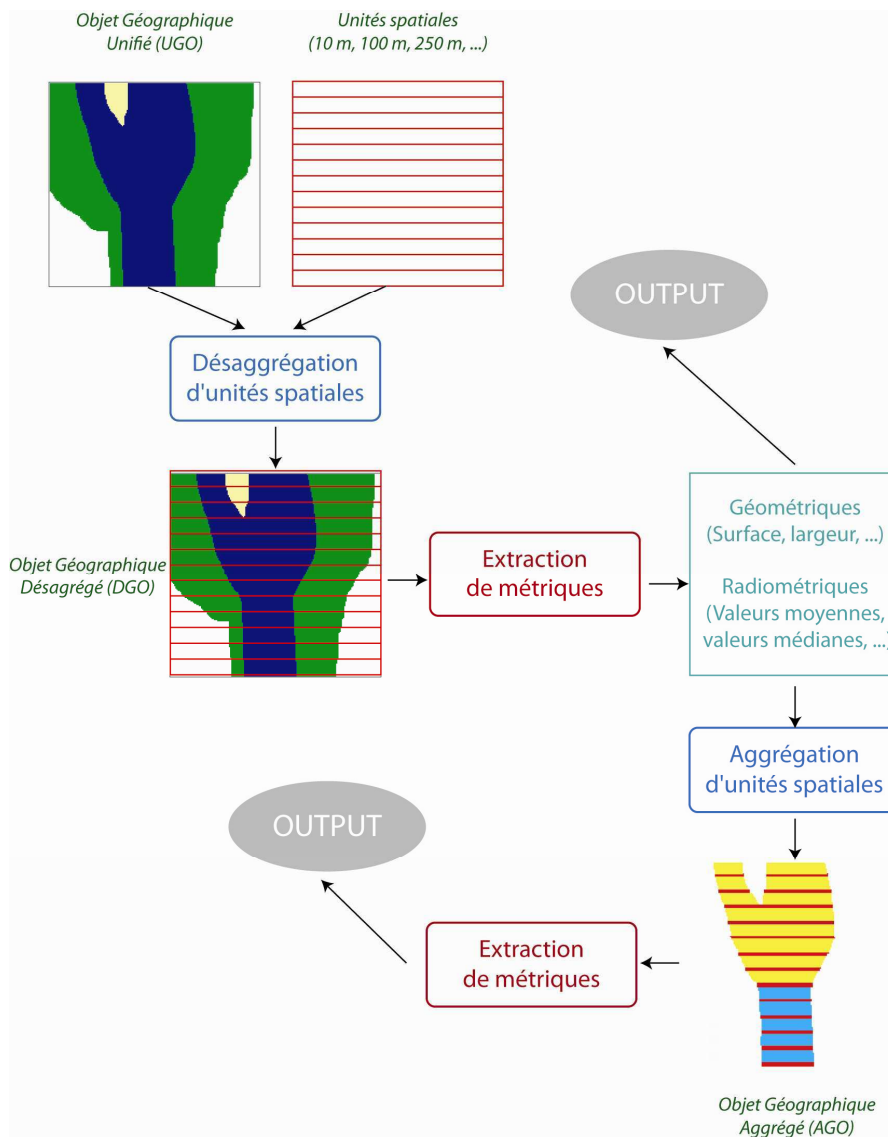 Objet Géographique
Unifié (UGO)
Unités spatiales
(10 m, 100 m, 250 m, ...)
OUTPUT
Désaggrégation
d'unités spatiales
Objet Géographique
Désagrégé (DGO)
Extraction
de métriques
Géométriques
(Surface, largeur, ...)
Radiométriques
(Valeurs moyennes,
valeurs médianes, ...)
Aggrégation
d'unités spatiales
OUTPUT
Extraction
de métriques
Objet Géographique
Aggrégé (AGO)